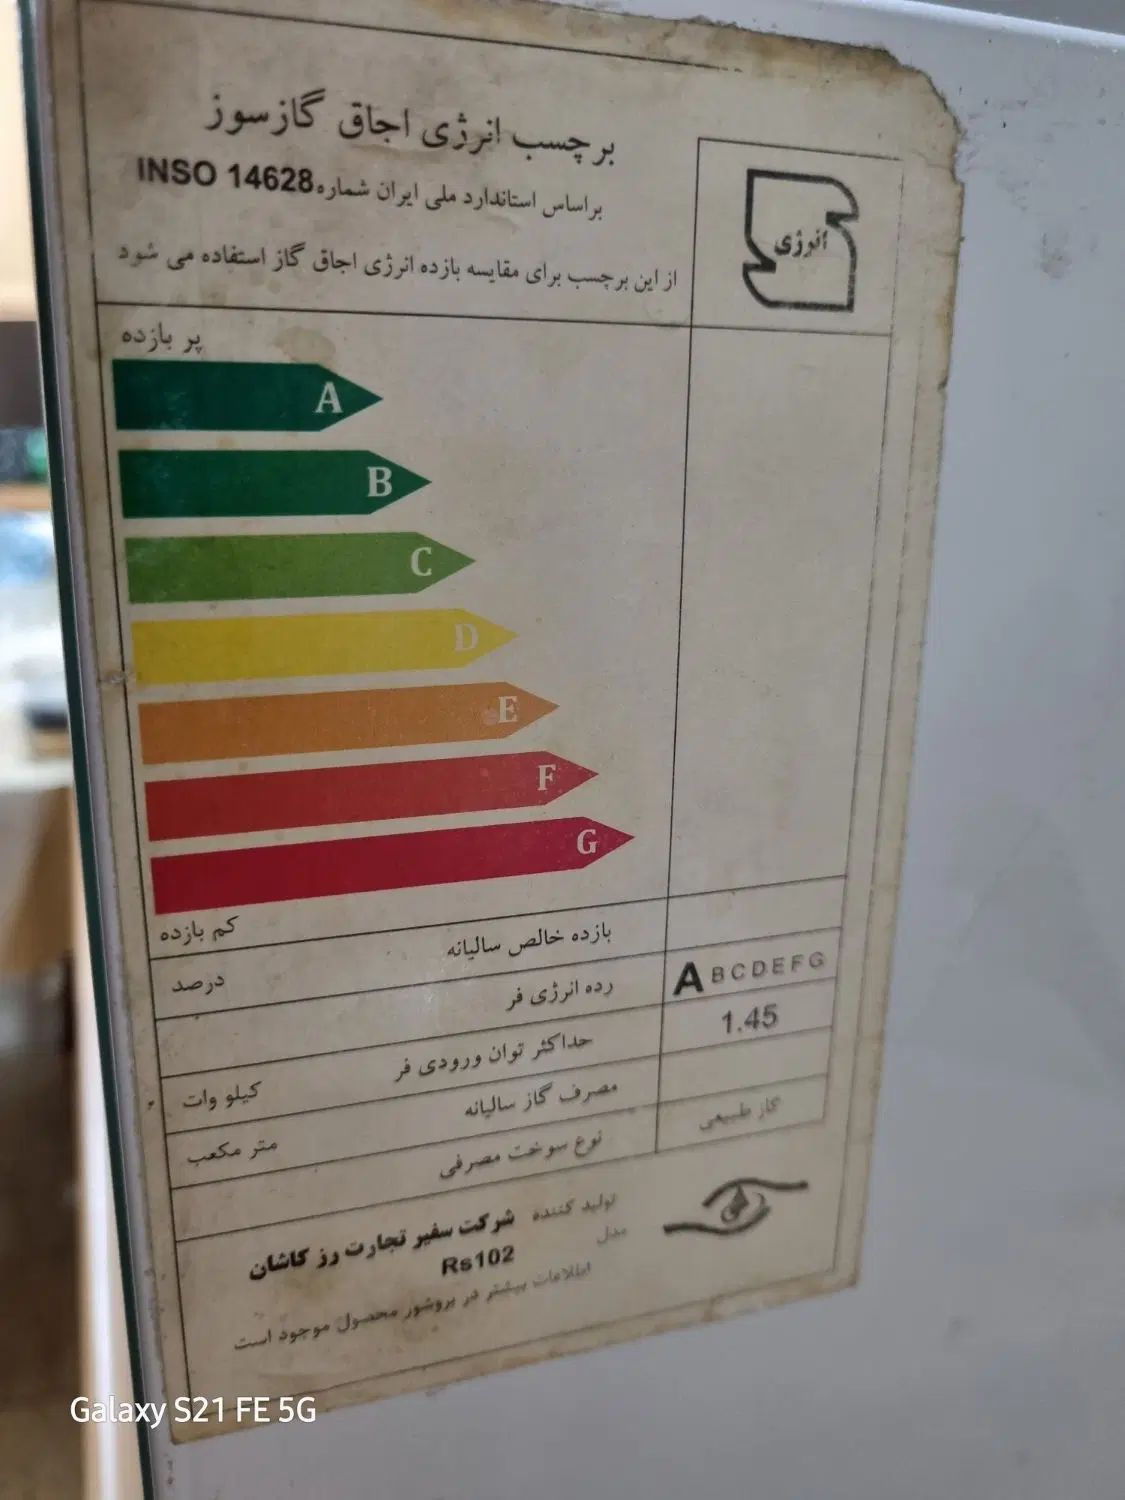 برچسب انرژی اجاق گازسوز
براساس استاندارد ملی ایران شماره INSO 14628
از این برچسب برای مقایسه بازده انرژی اجاق گاز استفاده می شود
انرژی
پر بازده
A
B
C
D
E
F
G
کم بازده
بازده خالص سالیانه درصد
رده انرژی فر A B C D E F G
حداکثر توان ورودی فر کیلو وات 1.45
مصرف گاز سالیانه متر مکعب
نوع سوخت مصرفی گاز طبیعی
تولید کننده شرکت سفیر تجارت رز کاشان
مدل Rs102
اطلاعات بیشتر در بروشور محصول موجود است
Galaxy S21 FE 5G